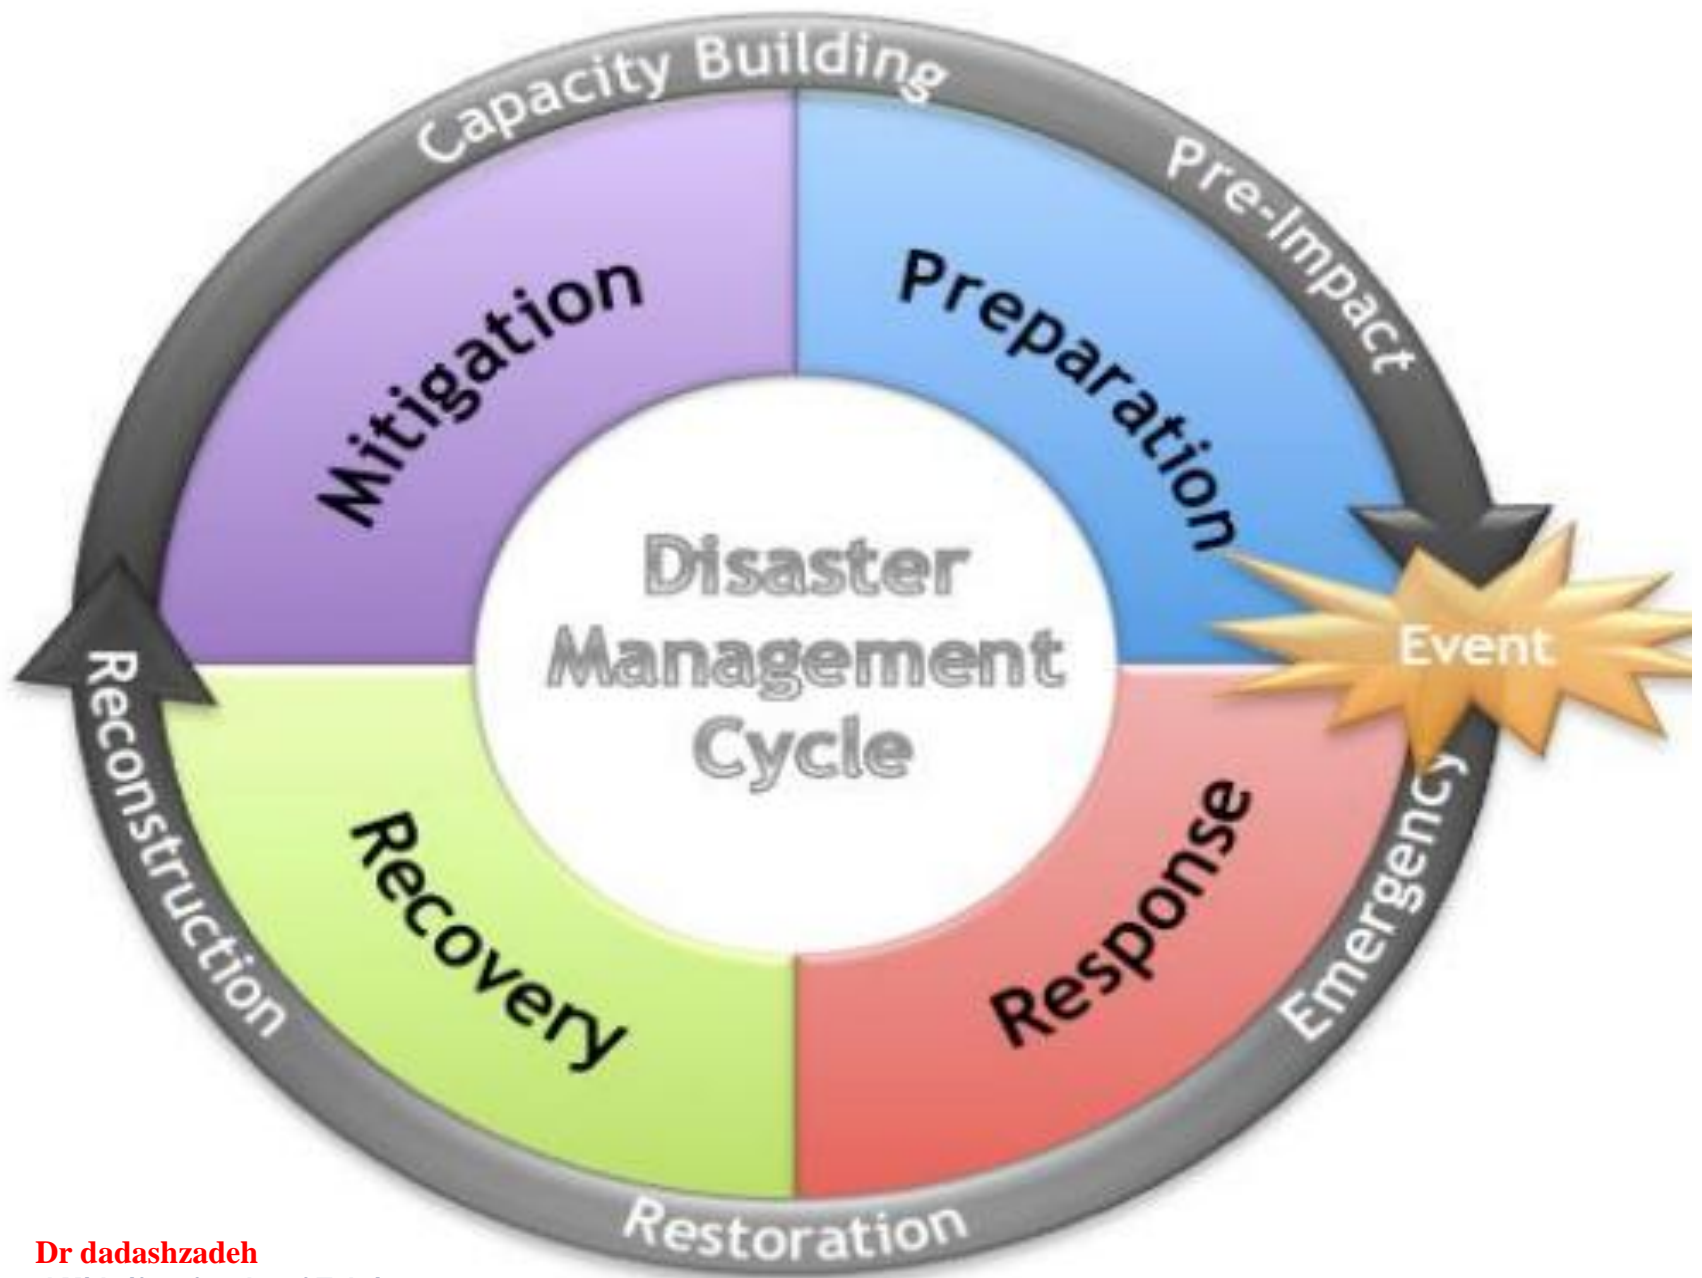 Capacity Building
Pre-Impact
Mitigation
Preparation
Disaster
Management
Cycle
Event
Reconstruction
Recovery
Response
Emergency
Restoration
Dr dadashzadeh